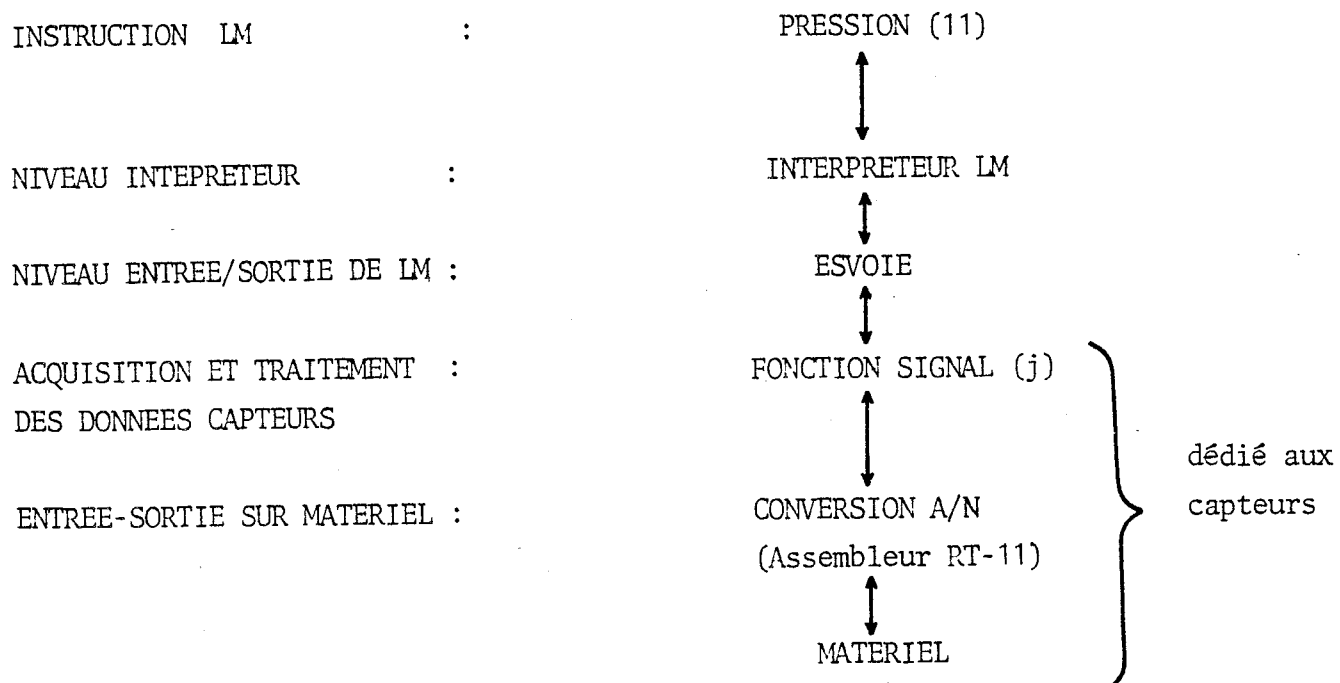 INSTRUCTION LM : PRESSION (11)
NIVEAU INTEPRETEUR : INTERPRETEUR LM
NIVEAU ENTREE/SORTIE DE LM : ESVOIE
ACQUISITION ET TRAITEMENT : FONCTION SIGNAL (j)
DES DONNEES CAPTEURS
dédié aux
capteurs
ENTREE-SORTIE SUR MATERIEL : CONVERSION A/N
(Assembleur RT-11)
MATERIEL